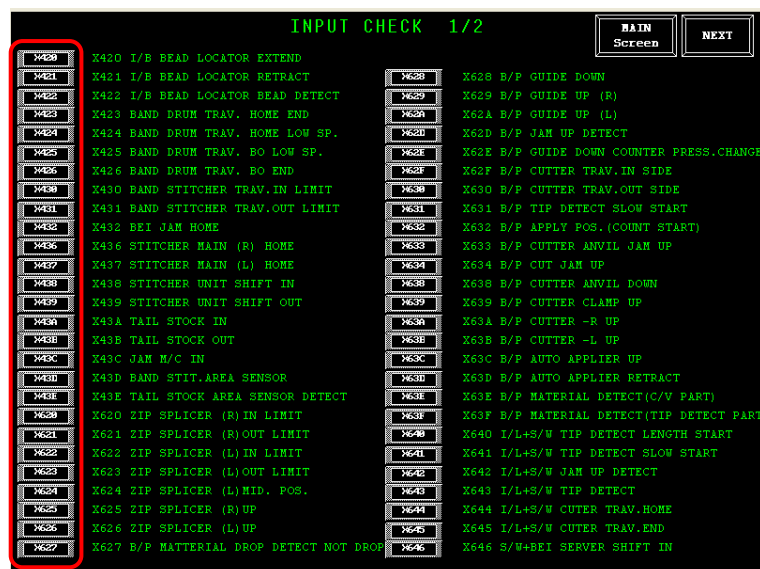 INPUT CHECK 1/2
MAIN
Screen
NEXT
X420 X420 I/B BEAD LOCATOR EXTEND
X421 X421 I/B BEAD LOCATOR RETRACT
X422 X422 I/B BEAD LOCATOR BEAD DETECT
X423 X423 BAND DRUM TRAV. HOME END
X424 X424 BAND DRUM TRAV. HOME LOW SP.
X425 X425 BAND DRUM TRAV. BO LOW SP.
X426 X426 BAND DRUM TRAV. BO END
X430 X430 BAND STITCHER TRAV.IN LIMIT
X431 X431 BAND STITCHER TRAV.OUT LIMIT
X432 X432 BEI JAM HOME
X436 X436 STITCHER MAIN (R) HOME
X437 X437 STITCHER MAIN (L) HOME
X438 X438 STITCHER UNIT SHIFT IN
X439 X439 STITCHER UNIT SHIFT OUT
X43A X43A TAIL STOCK IN
X43B X43B TAIL STOCK OUT
X43C X43C JAM M/C IN
X43D X43D BAND STIT.AREA SENSOR
X43E X43E TAIL STOCK AREA SENSOR DETECT
X620 X620 ZIP SPLICER (R)IN LIMIT
X621 X621 ZIP SPLICER (R)OUT LIMIT
X622 X622 ZIP SPLICER (L)IN LIMIT
X623 X623 ZIP SPLICER (L)OUT LIMIT
X624 X624 ZIP SPLICER (L)MID. POS.
X625 X625 ZIP SPLICER (R)UP
X626 X626 ZIP SPLICER (L)UP
X627 X627 B/P MATTERIAL DROP DETECT NOT DROP
X628 X628 B/P GUIDE DOWN
X629 X629 B/P GUIDE UP (R)
X62A X62A B/P GUIDE UP (L)
X62D X62D B/P JAM UP DETECT
X62E X62E B/P GUIDE DOWN COUNTER PRESS.CHANGE
X62F X62F B/P CUTTER TRAV.IN SIDE
X630 X630 B/P CUTTER TRAV.OUT SIDE
X631 X631 B/P TIP DETECT SLOW START
X632 X632 B/P APPLY POS.(COUNT START)
X633 X633 B/P CUTTER ANVIL JAM UP
X634 X634 B/P CUT JAM UP
X638 X638 B/P CUTTER ANVIL DOWN
X639 X639 B/P CUTTER CLAMP UP
X63A X63A B/P CUTTER -R UP
X63B X63B B/P CUTTER -L UP
X63C X63C B/P AUTO APPLIER UP
X63D X63D B/P AUTO APPLIER RETRACT
X63E X63E B/P MATERIAL DETECT(C/V PART)
X63F X63F B/P MATERIAL DETECT(TIP DETECT PART
X640 X640 I/L+S/W TIP DETECT LENGTH START
X641 X641 I/L+S/W TIP DETECT SLOW START
X642 X642 I/L+S/W JAM UP DETECT
X643 X643 I/L+S/W TIP DETECT
X644 X644 I/L+S/W CUTER TRAV.HOME
X645 X645 I/L+S/W CUTER TRAV.END
X646 X646 S/W+BEI SERVER SHIFT IN